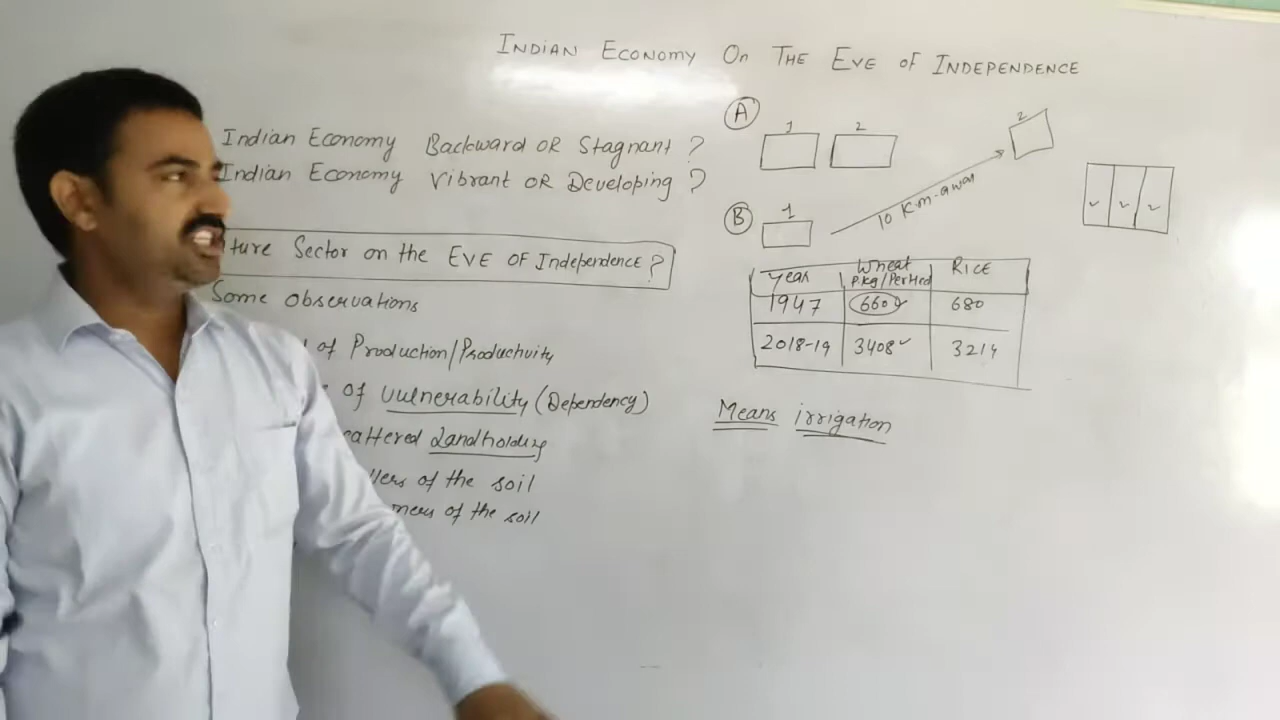 INDIAN ECONOMY On THE EVE of INDEPENDENCE
Indian Economy Backward OR Stagnant ?
Indian Economy Vibrant OR Developing ?
ture Sector on the EVE OF Independence ?
Some Observations
of Production/Productivity
of Vulnerability (Dependency)
cattered Landholding
llers of the soil
ners of the soil
A
1 2
2
B
1
10 Km-away
Year Wheat Pkg/Perhed RICE
1947 660 680
2018-19 3408 3214
Means irrigation